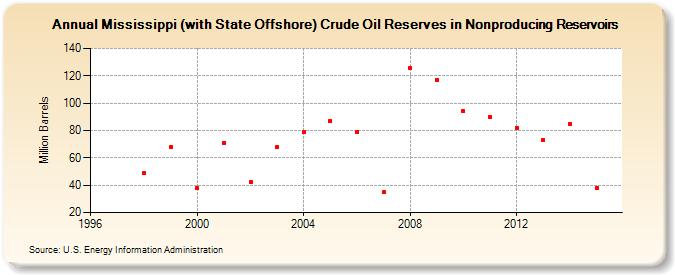 Annual Mississippi (with State Offshore) Crude Oil Reserves in Nonproducing Reservoirs
Million Barrels
140
120
100
80
60
40
20
1996 2000 2004 2008 2012
Source: U.S. Energy Information Administration